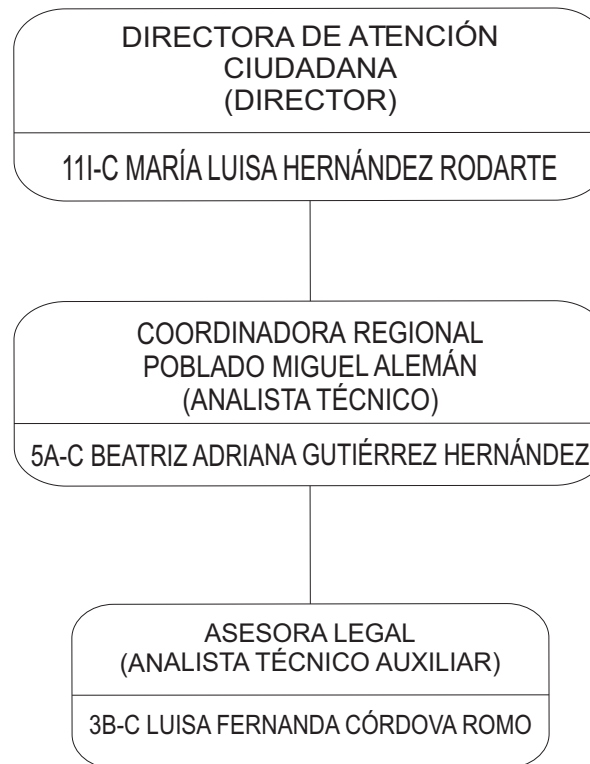 DIRECTORA DE ATENCIÓN
CIUDADANA
(DIRECTOR)
11I-C MARÍA LUISA HERNÁNDEZ RODARTE
COORDINADORA REGIONAL
POBLADO MIGUEL ALEMÁN
(ANALISTA TÉCNICO)
5A-C BEATRIZ ADRIANA GUTIÉRREZ HERNÁNDEZ
ASESORA LEGAL
(ANALISTA TÉCNICO AUXILIAR)
3B-C LUISA FERNANDA CÓRDOVA ROMO